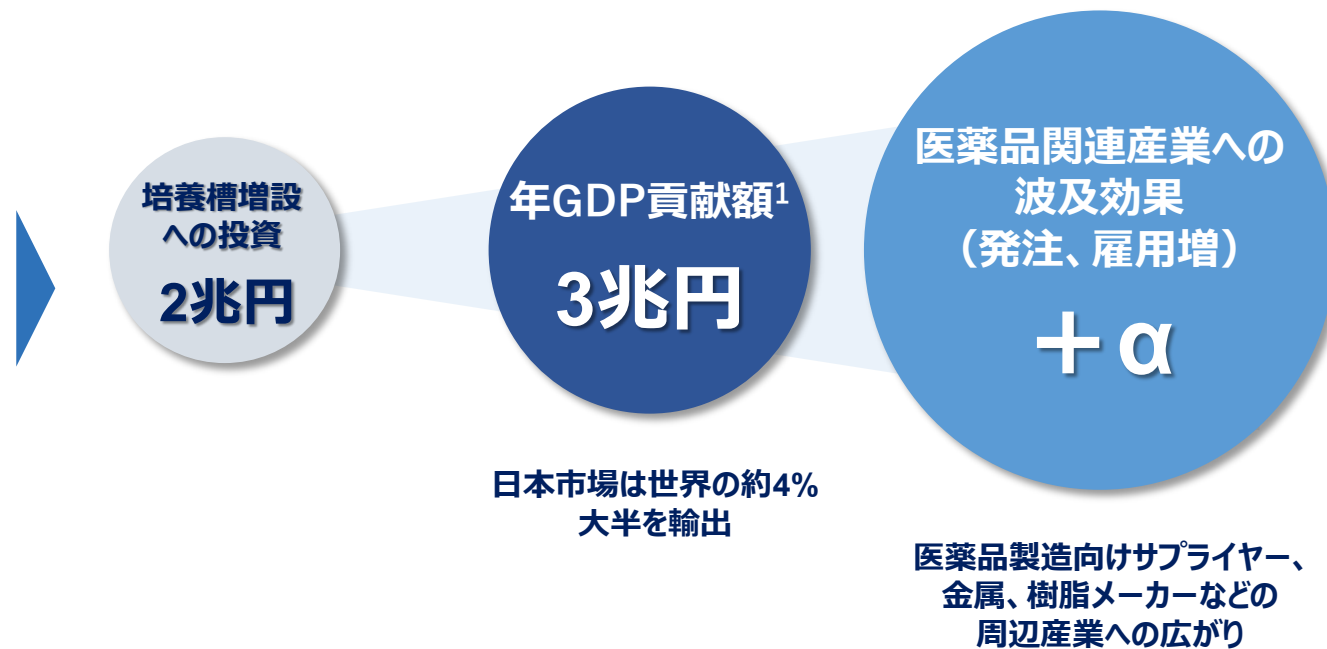 培養槽増設
への投資
2兆円
年GDP貢献額1
3兆円
日本市場は世界の約4%
大半を輸出
医薬品関連産業への
波及効果
（発注、雇用増）
＋α
医薬品製造向けサプライヤー、
金属、樹脂メーカーなどの
周辺産業への広がり